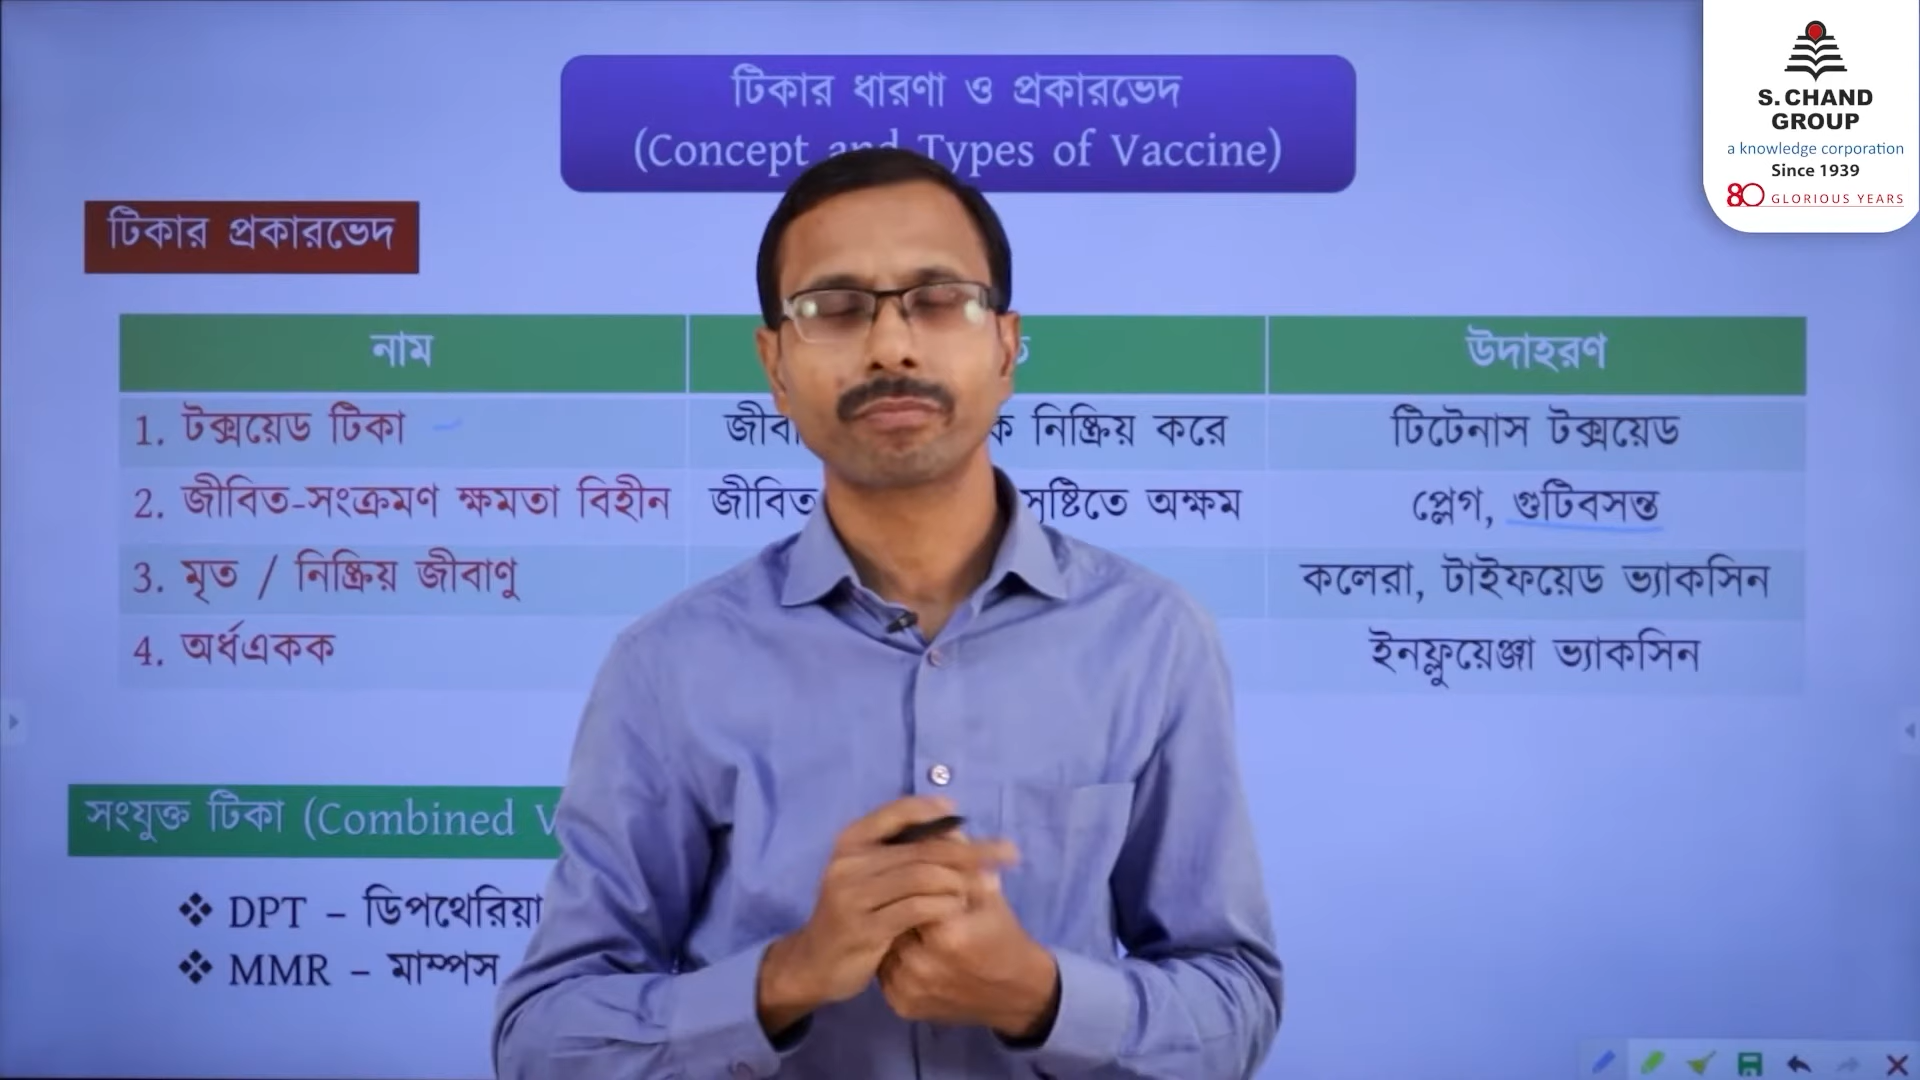 টিকার ধারণা ও প্রকারভেদ
(Concept and Types of Vaccine)
S. CHAND
GROUP
a knowledge corporation
Since 1939
80 GLORIOUS YEARS
টিকার প্রকারভেদ
নাম উদাহরণ
1. টক্সয়েড টিকা নিষ্ক্রিয় করে টিটেনাস টক্সয়েড
2. জীবিত-সংক্রমণ ক্ষমতা বিহীন জীবিত সৃষ্টিতে অক্ষম প্লেগ, গুটিবসন্ত
3. মৃত / নিষ্ক্রিয় জীবাণু কলেরা, টাইফয়েড ভ্যাকসিন
4. অর্ধএকক ইনফ্লুয়েঞ্জা ভ্যাকসিন
সংযুক্ত টিকা (Combined
❖ DPT – ডিপথেরিয়া
❖ MMR – মাম্পস